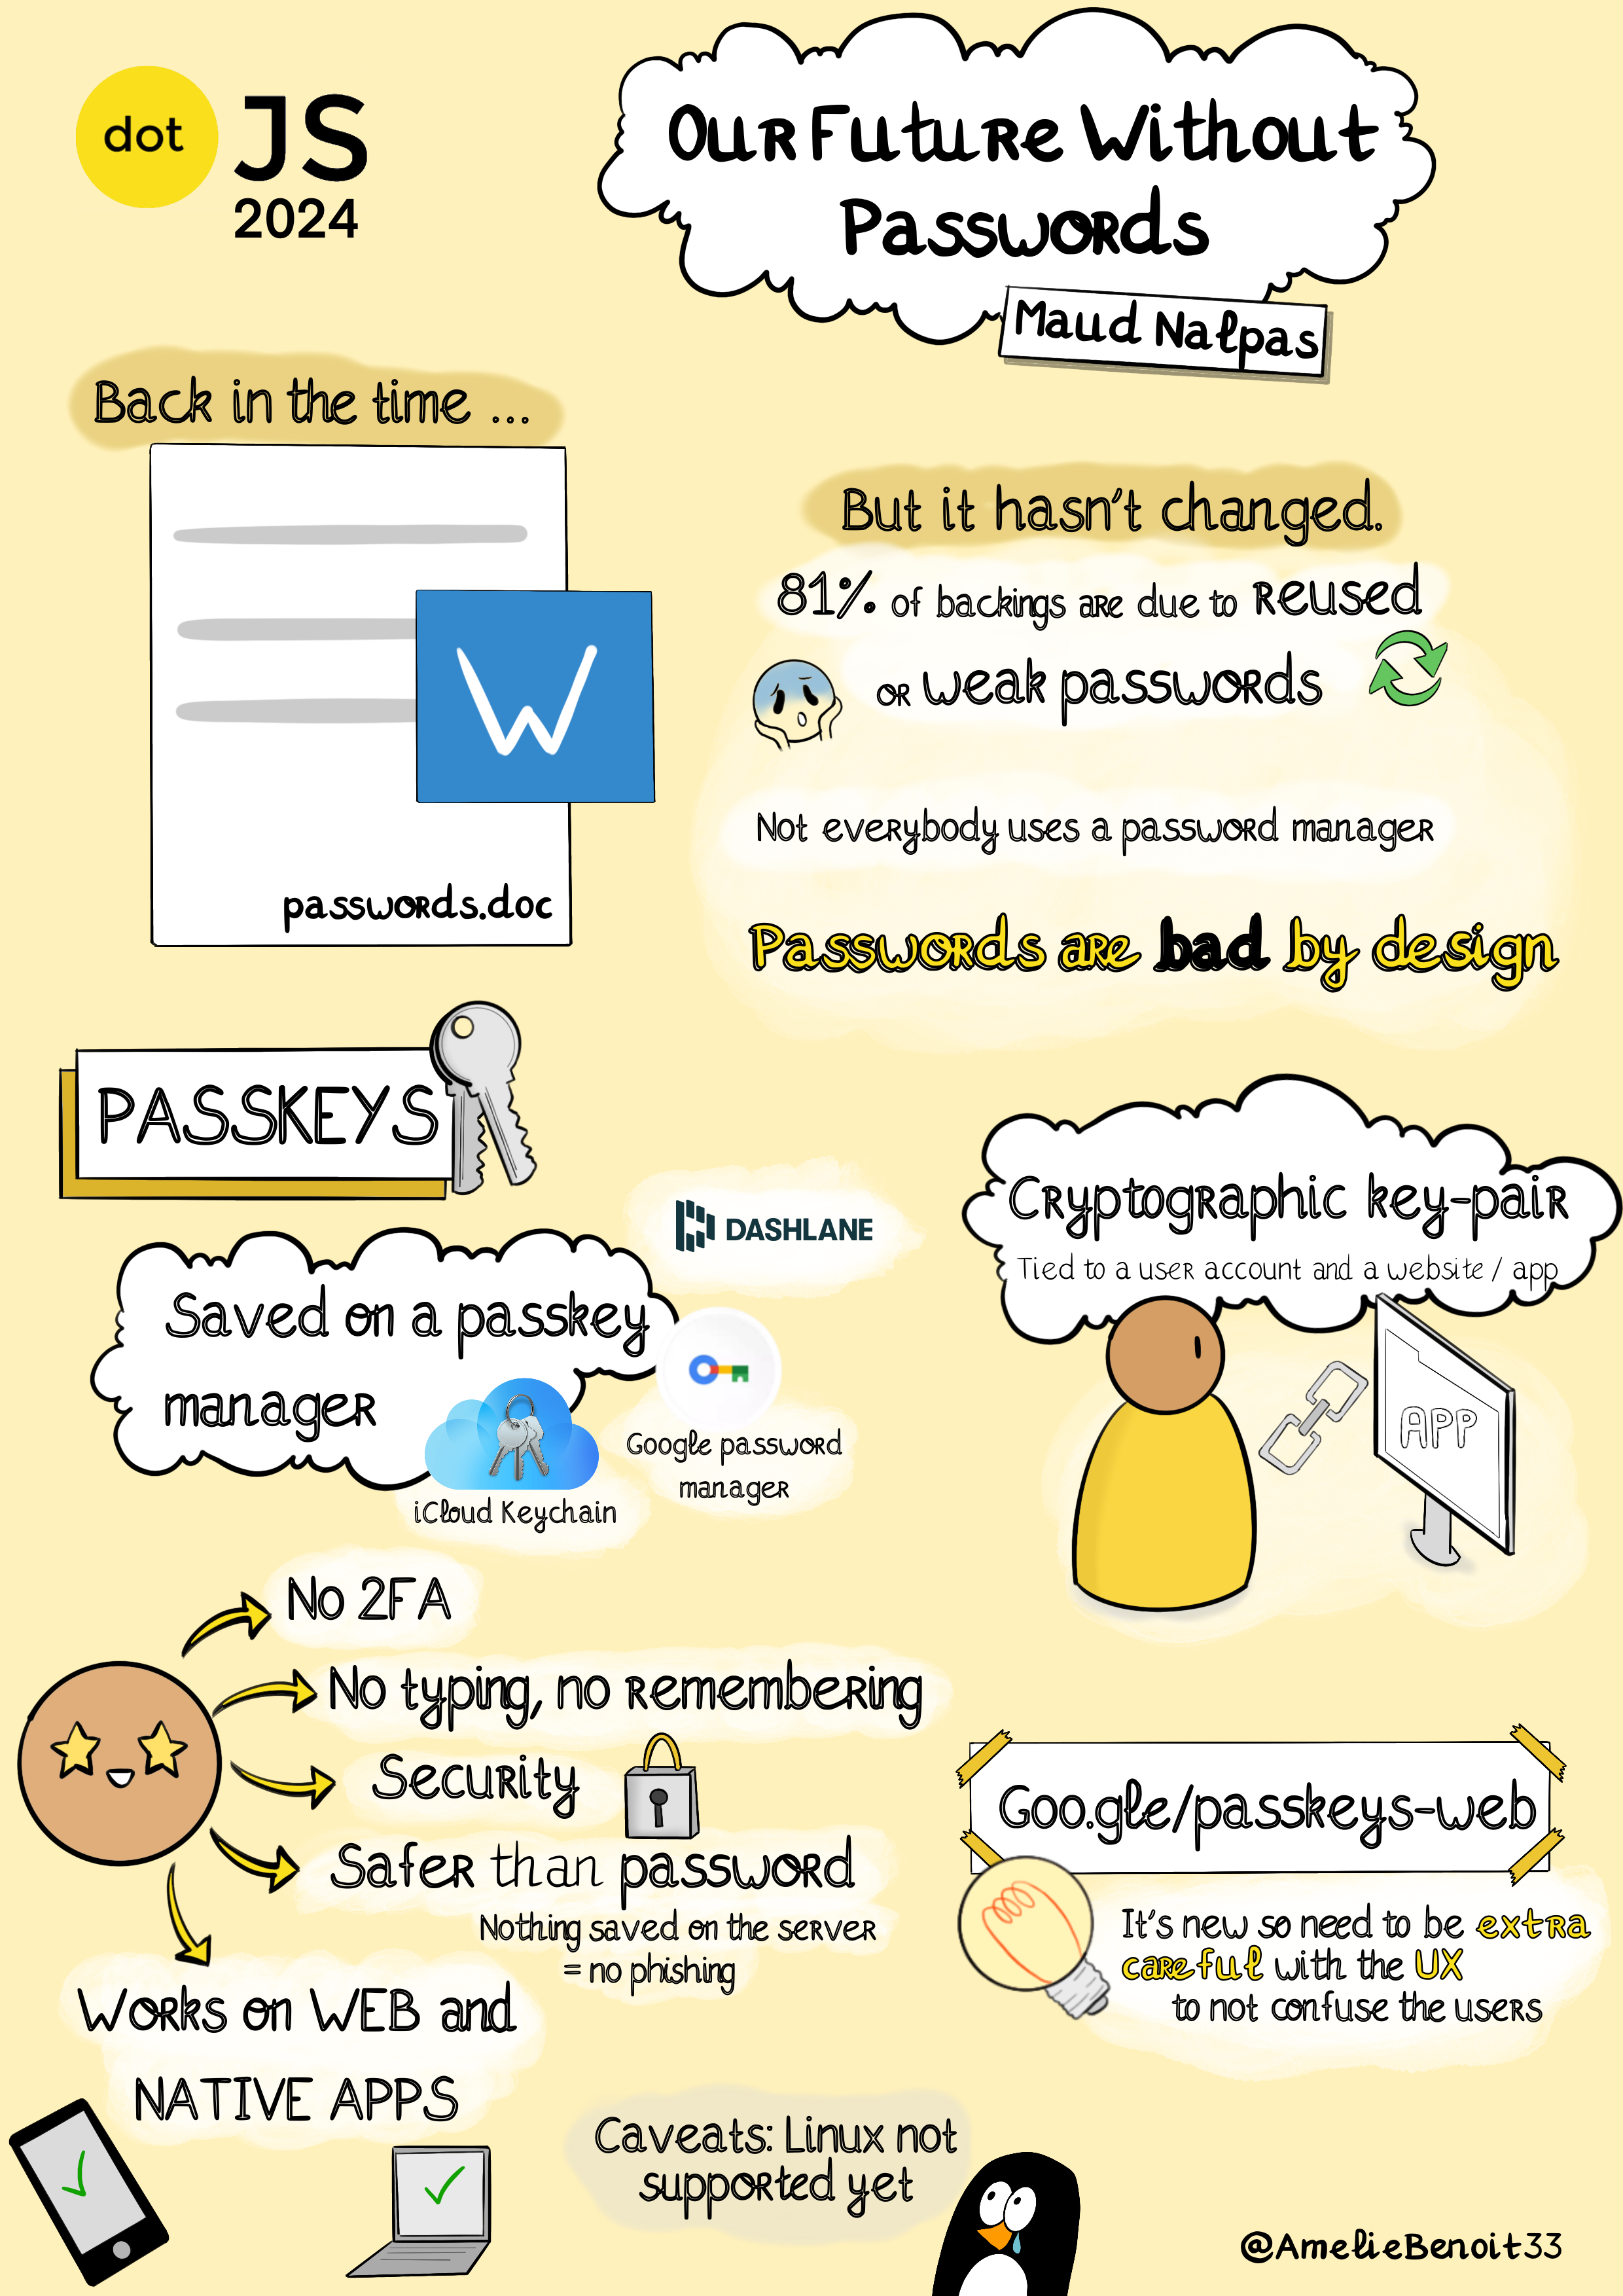 dot
JS
2024
Our Future Without
Passwords
Maud Nalpas
Back in the time ...
W
passwords.doc
But it hasn't changed.
81% of backings are due to reused
or weak passwords
Not everybody uses a password manager
Passwords are bad by design
PASSKEYS
Saved on a passkey
manager
DASHLANE
Google password
manager
iCloud Keychain
Cryptographic key-pair
Tied to a user account and a website / app
APP
No 2FA
No typing, no remembering
Security
Safer than password
Nothing saved on the server
= no phishing
Works on WEB and
NATIVE APPS
Goo.gle/passkeys-web
It's new so need to be extra
careful with the UX
to not confuse the users
Caveats: Linux not
supported yet
@AmelieBenoit33